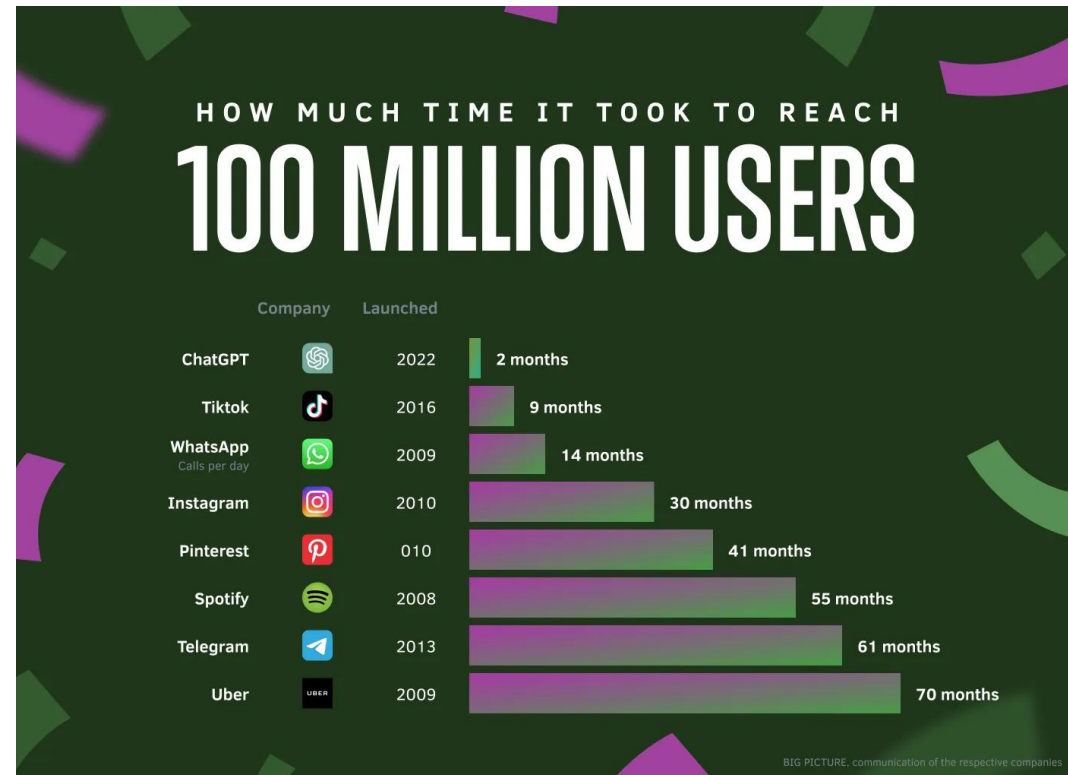 HOW MUCH TIME IT TOOK TO REACH
100 MILLION USERS
Company Launched
ChatGPT 2022 2 months
Tiktok 2016 9 months
WhatsApp 2009 14 months
Calls per day
Instagram 2010 30 months
Pinterest 010 41 months
Spotify 2008 55 months
Telegram 2013 61 months
Uber UBER 2009 70 months
BIG PICTURE, communication of the respective companies